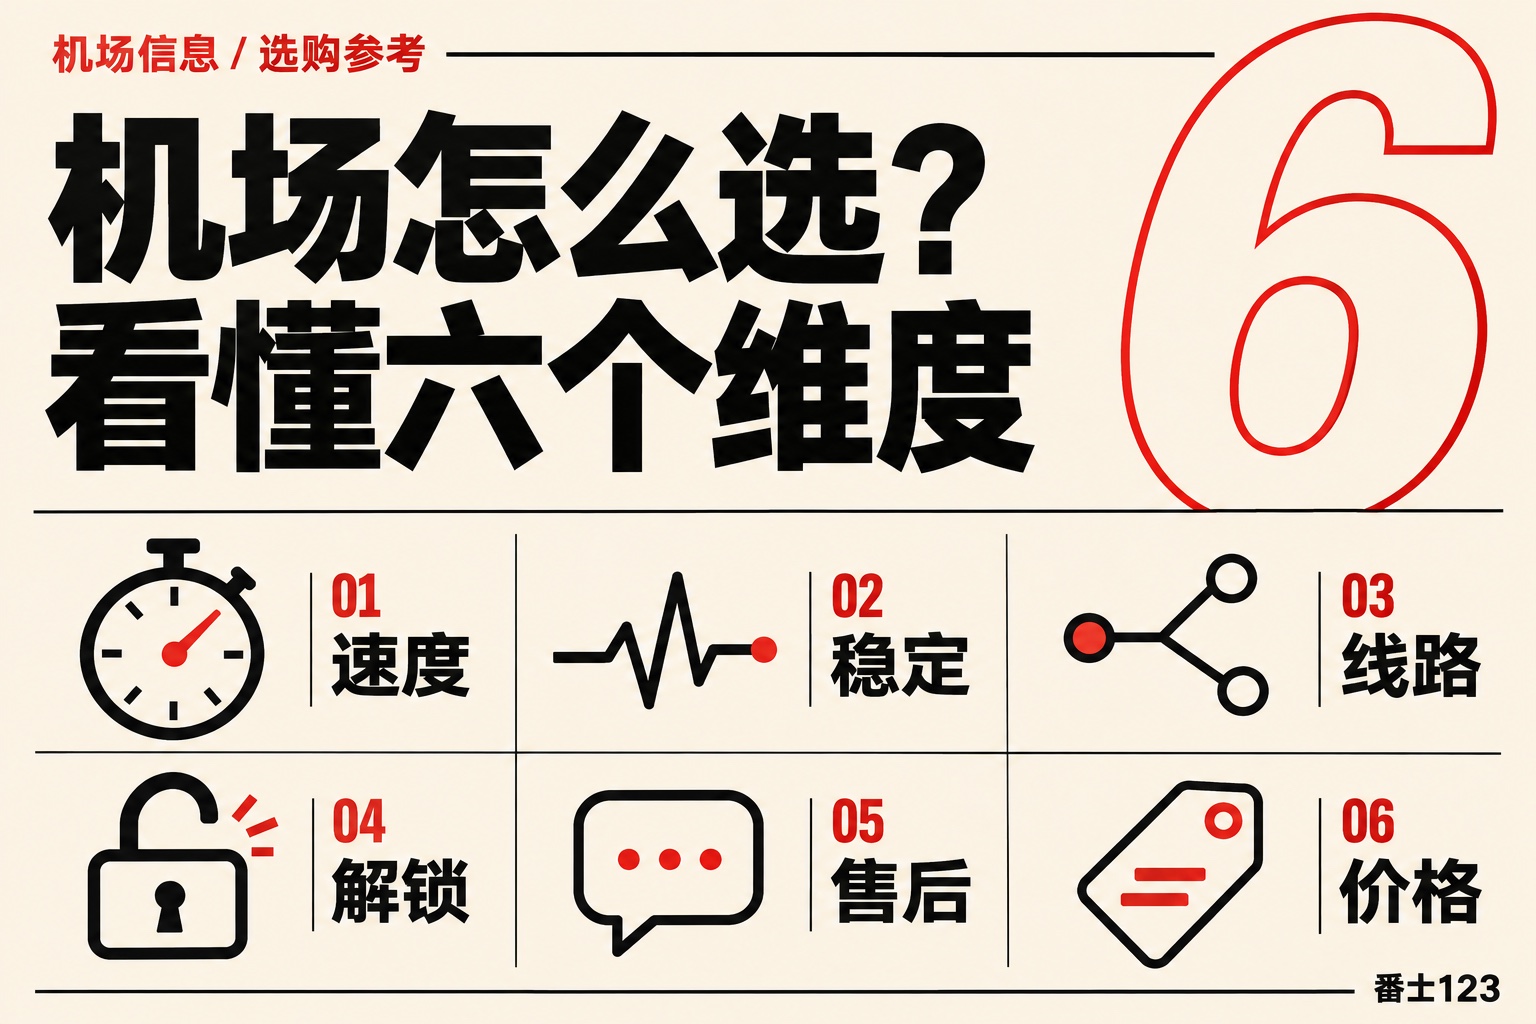 机场信息 / 选购参考
机场怎么选?
看懂六个维度
6
01
速度
02
稳定
03
线路
04
解锁
05
售后
06
价格
番士123